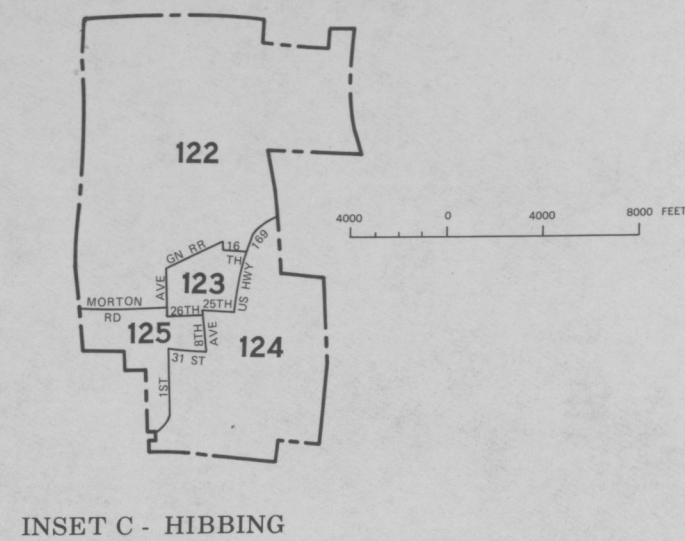 122
4000 0 4000 8000 FEET
169
16
TH
GN RR
US HWY
123
AVE
MORTON
RD
26TH
25TH
8TH
AVE
125
124
31 ST
1ST
INSET C - HIBBING